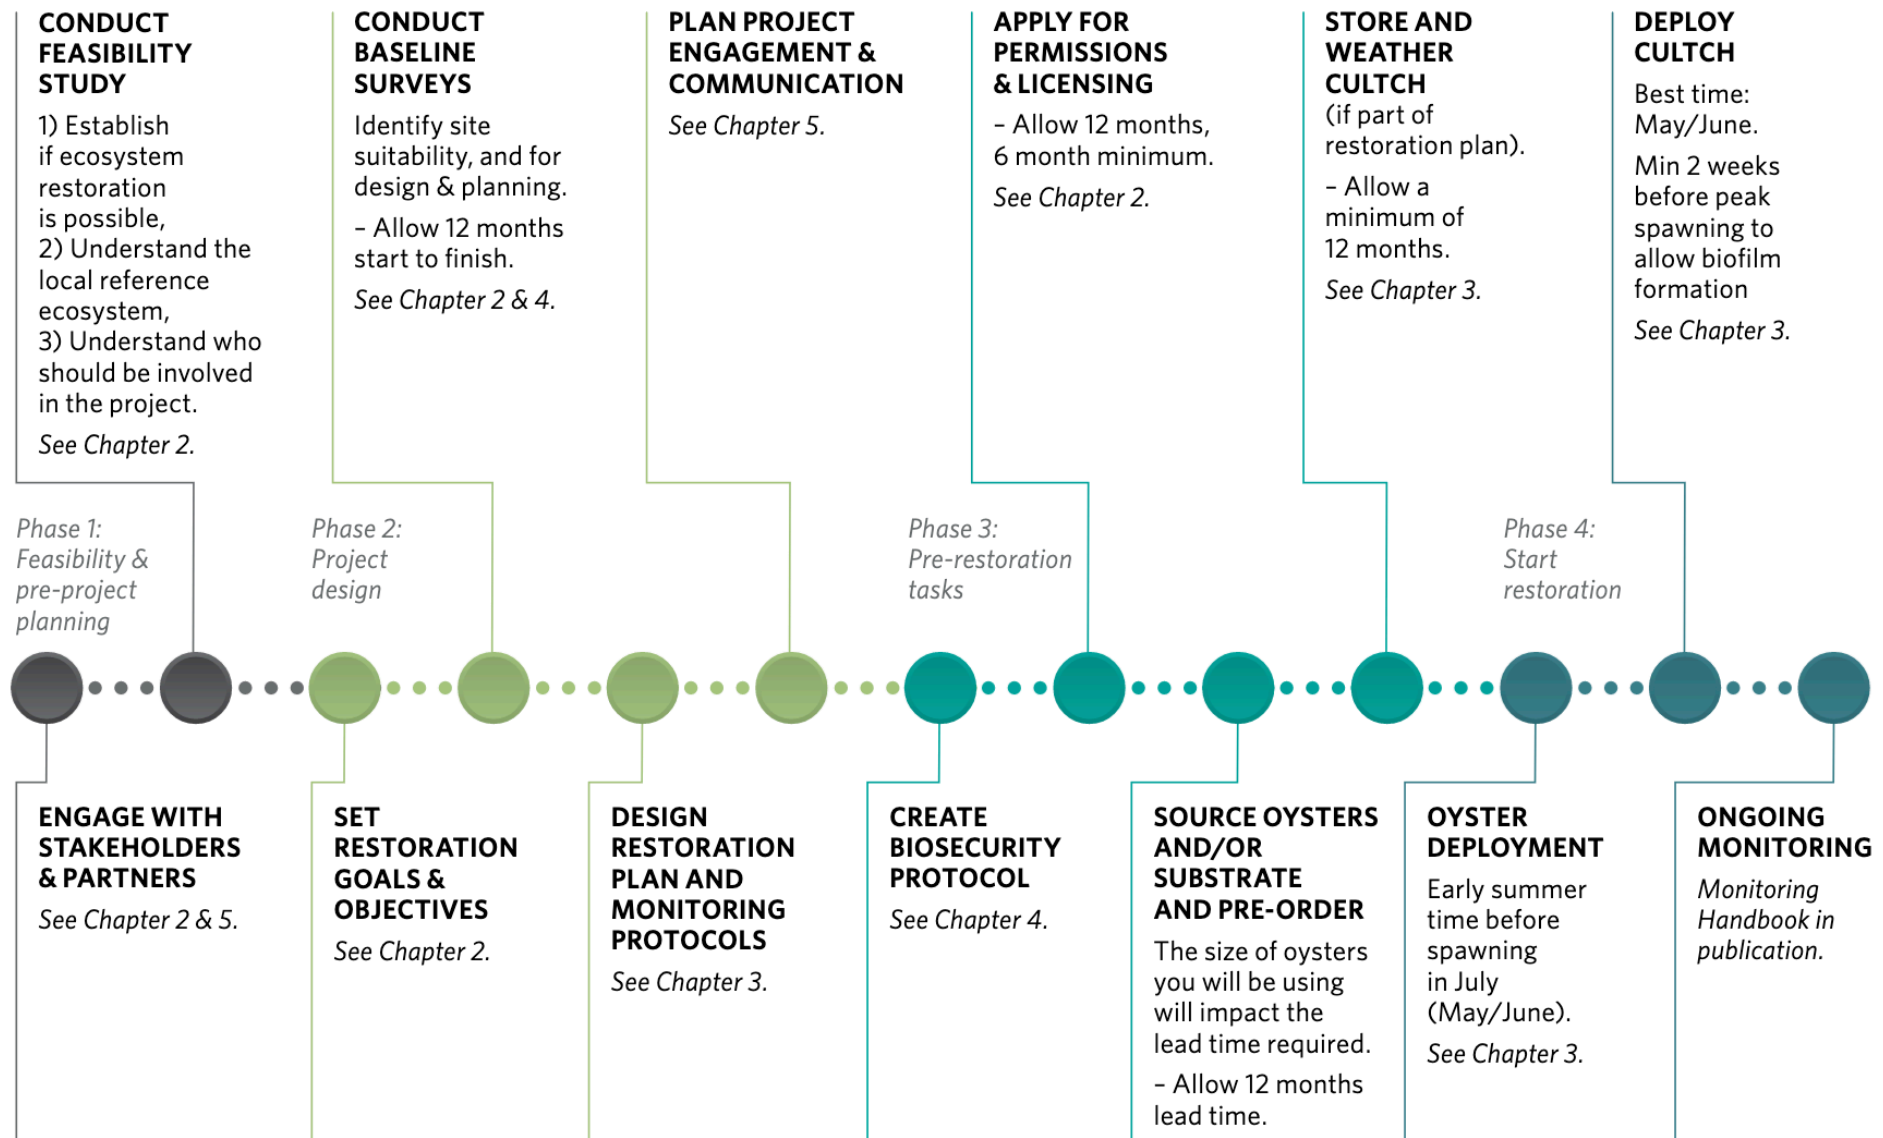 CONDUCT
FEASIBILITY
STUDY
1) Establish
if ecosystem
restoration
is possible,
2) Understand the
local reference
ecosystem,
3) Understand who
should be involved
in the project.
See Chapter 2.
CONDUCT
BASELINE
SURVEYS
Identify site
suitability, and for
design & planning.
– Allow 12 months
start to finish.
See Chapter 2 & 4.
PLAN PROJECT
ENGAGEMENT &
COMMUNICATION
See Chapter 5.
APPLY FOR
PERMISSIONS
& LICENSING
– Allow 12 months,
6 month minimum.
See Chapter 2.
STORE AND
WEATHER
CULTCH
(if part of
restoration plan).
– Allow a
minimum of
12 months.
See Chapter 3.
DEPLOY
CULTCH
Best time:
May/June.
Min 2 weeks
before peak
spawning to
allow biofilm
formation
See Chapter 3.
Phase 1:
Feasibility &
pre-project
planning
Phase 2:
Project
design
Phase 3:
Pre-restoration
tasks
Phase 4:
Start
restoration
ENGAGE WITH
STAKEHOLDERS
& PARTNERS
See Chapter 2 & 5.
SET
RESTORATION
GOALS &
OBJECTIVES
See Chapter 2.
DESIGN
RESTORATION
PLAN AND
MONITORING
PROTOCOLS
See Chapter 3.
CREATE
BIOSECURITY
PROTOCOL
See Chapter 4.
SOURCE OYSTERS
AND/OR
SUBSTRATE
AND PRE-ORDER
The size of oysters
you will be using
will impact the
lead time required.
– Allow 12 months
lead time.
OYSTER
DEPLOYMENT
Early summer
time before
spawning
in July
(May/June).
See Chapter 3.
ONGOING
MONITORING
Monitoring
Handbook in
publication.